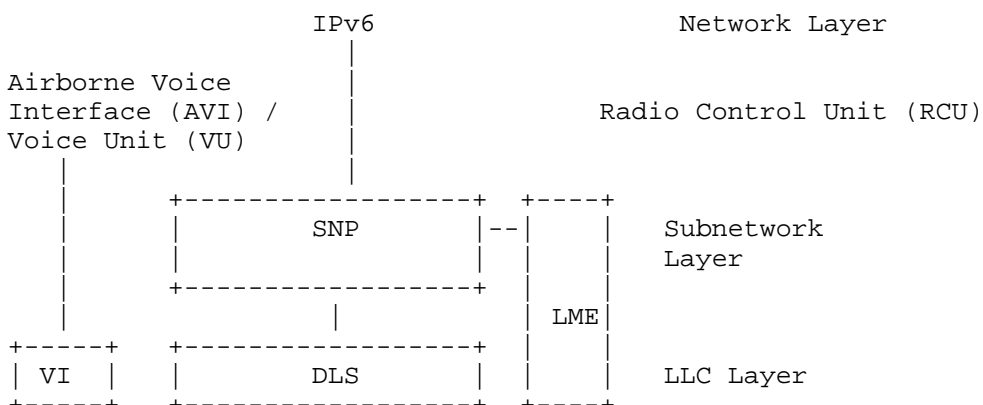 IPv6 Network Layer
Airborne Voice
Interface (AVI) / Radio Control Unit (RCU)
Voice Unit (VU)
SNP Subnetwork
Layer
LME
VI DLS LLC Layer